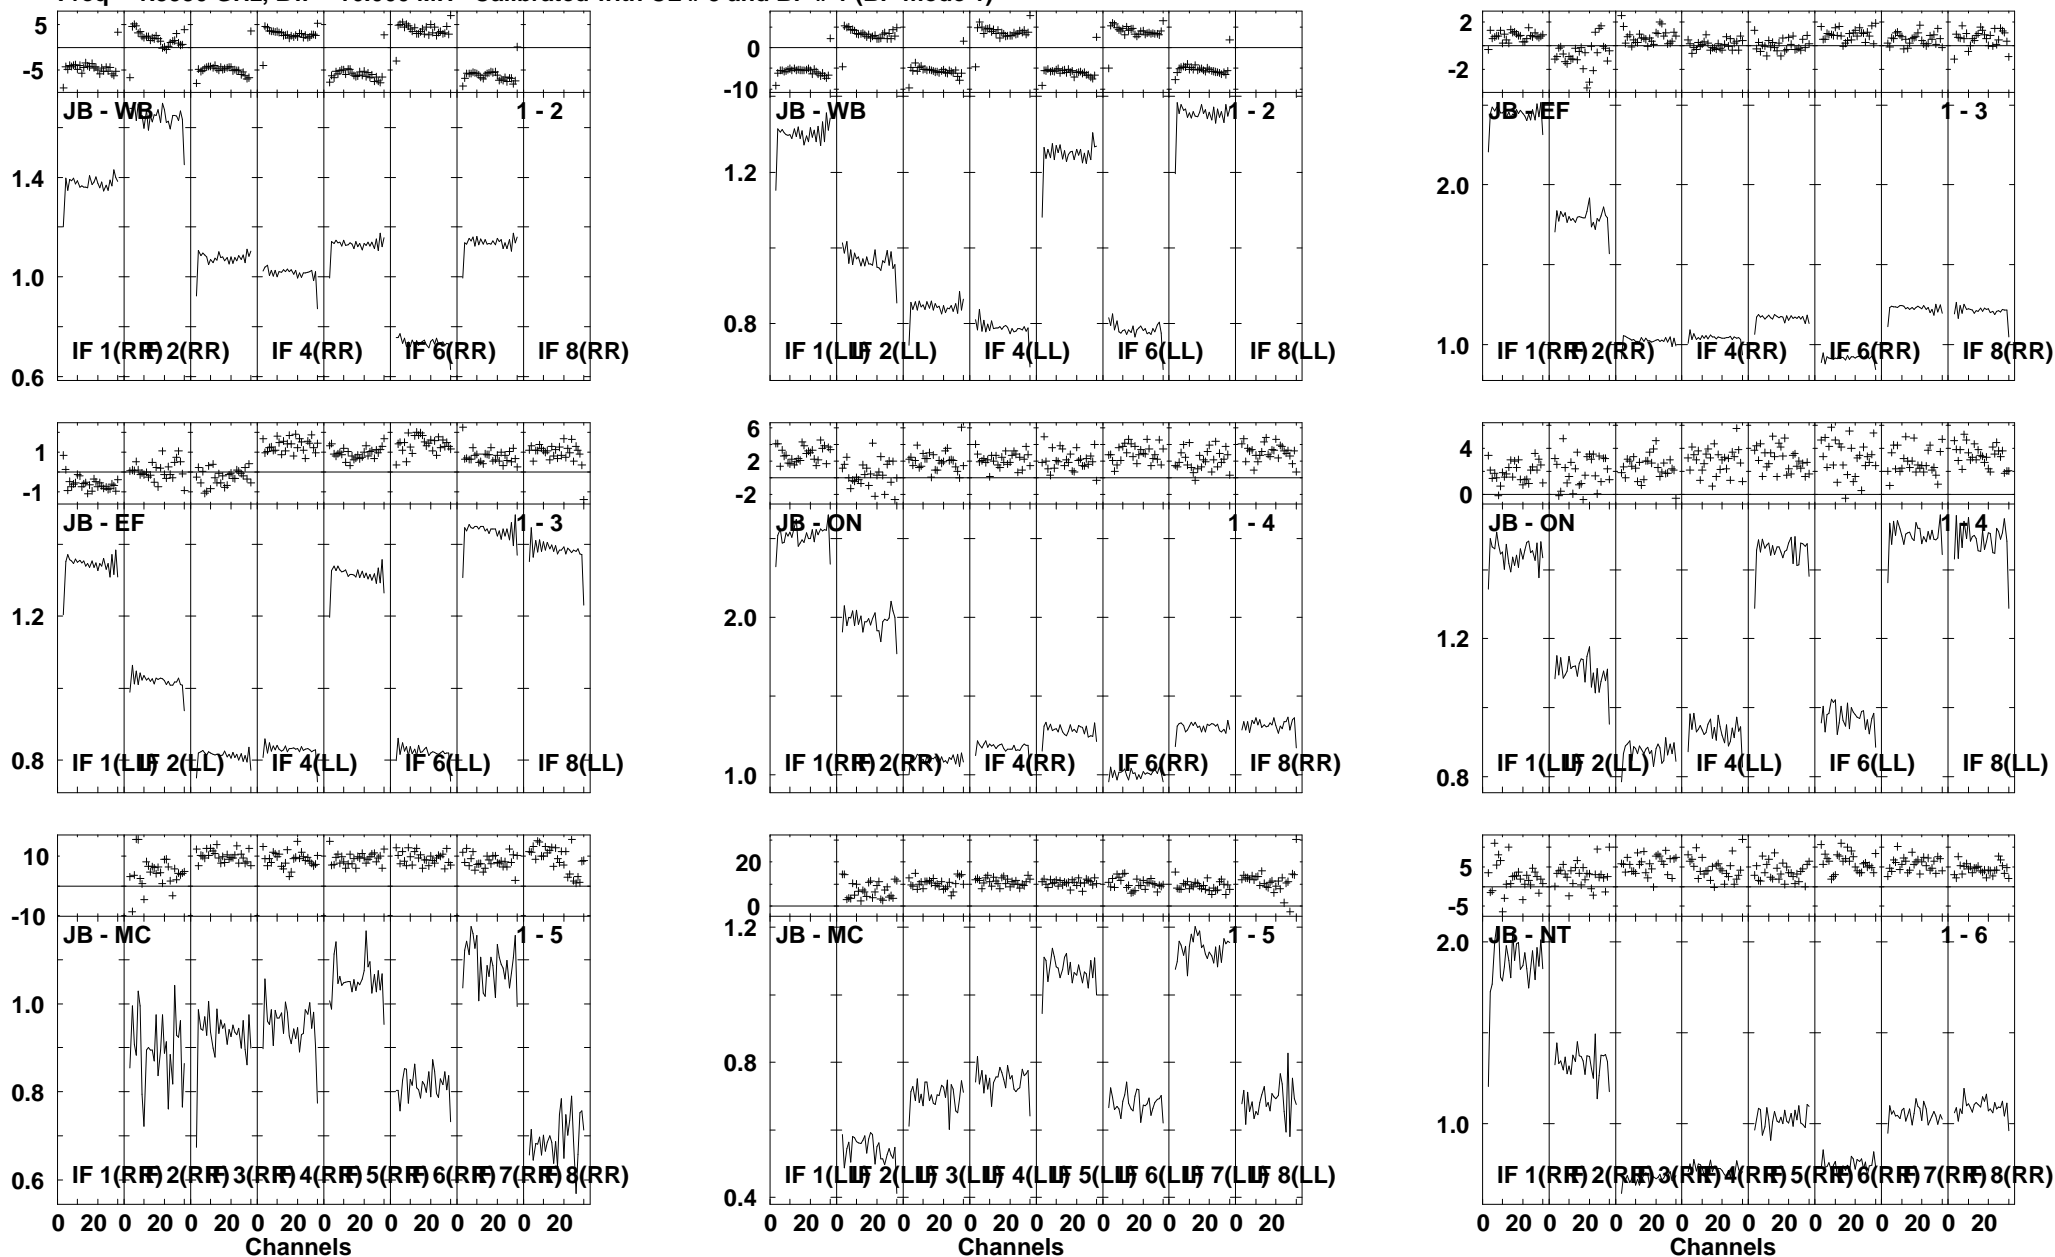 5
-5
JB - WB 1 - 2
1.4
1.0
0.6
IF 1(RR) IF 2(RR) IF 4(RR) IF 6(RR) IF 8(RR)
0
-10
JB - WB 1 - 2
1.2
0.8
IF 1(LL) IF 2(LL) IF 4(LL) IF 6(LL) IF 8(LL)
2
-2
JB - EF 1 - 3
2.0
1.0
IF 1(RR) IF 2(RR) IF 4(RR) IF 6(RR) IF 8(RR)
1
-1
JB - EF 1 - 3
1.2
0.8
IF 1(LL) IF 2(LL) IF 4(LL) IF 6(LL) IF 8(LL)
6
2
-2
JB - ON 1 - 4
2.0
1.0
IF 1(RR) IF 2(RR) IF 4(RR) IF 6(RR) IF 8(RR)
4
0
JB - ON 1 - 4
1.2
0.8
IF 1(LL) IF 2(LL) IF 4(LL) IF 6(LL) IF 8(LL)
10
-10
JB - MC 1 - 5
1.0
0.8
0.6
IF 1(RR) IF 2(RR) IF 3(RR) IF 4(RR) IF 5(RR) IF 6(RR) IF 7(RR) IF 8(RR)
0 20 0 20 0 20 0 20 0 20 0 20 0 20 0 20
Channels
20
0
JB - MC 1 - 5
1.2
0.8
0.4
IF 1(LL) IF 2(LL) IF 3(LL) IF 4(LL) IF 5(LL) IF 6(LL) IF 7(LL) IF 8(LL)
0 20 0 20 0 20 0 20 0 20 0 20 0 20 0 20
Channels
5
-5
JB - NT 1 - 6
2.0
1.0
IF 1(RR) IF 2(RR) IF 3(RR) IF 4(RR) IF 5(RR) IF 6(RR) IF 7(RR) IF 8(RR)
0 20 0 20 0 20 0 20 0 20 0 20 0 20 0 20
Channels